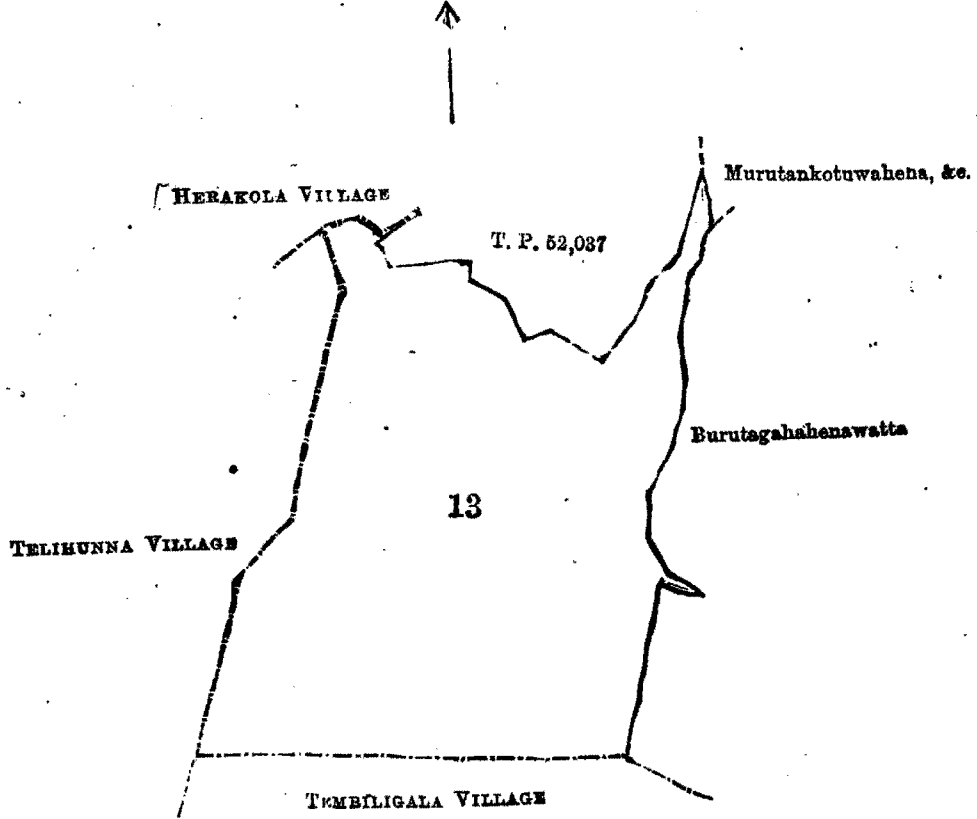 Murutankotuwahena, &c.
HERAKOLA VILLAGE
T. P. 52,037
Burutagahahenawatta
13
TELIHUNNA VILLAGE
TEMBILIGALA VILLAGE